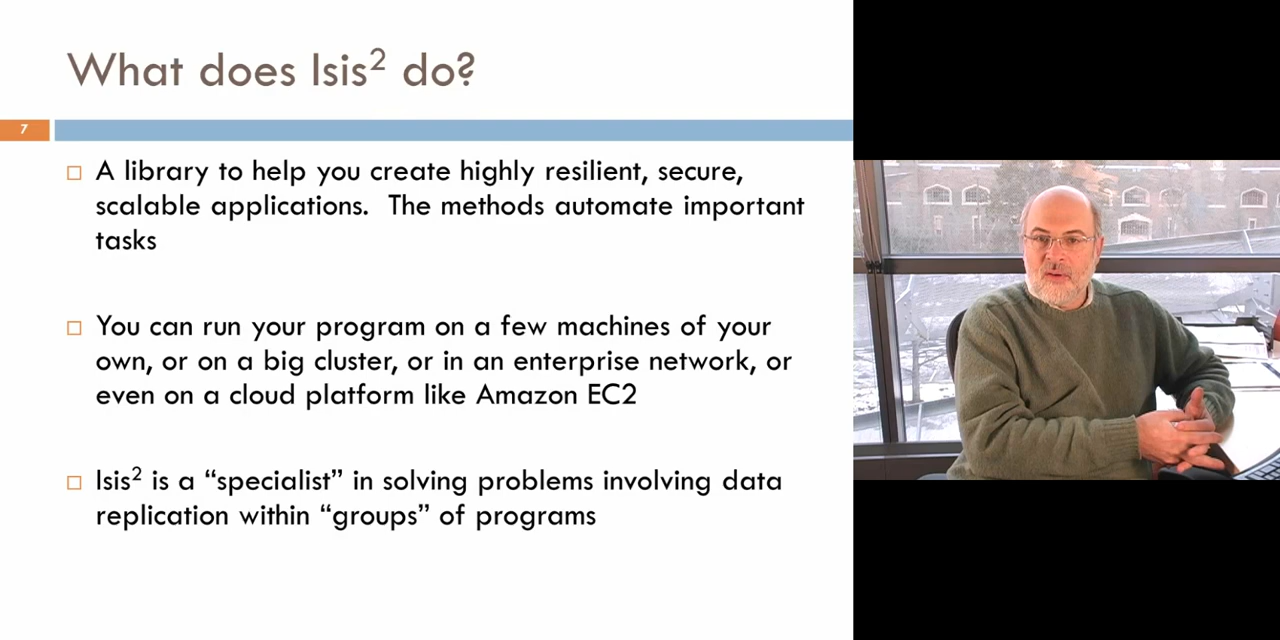 What does Isis² do?
7
A library to help you create highly resilient, secure,
scalable applications.  The methods automate important
tasks
You can run your program on a few machines of your
own, or on a big cluster, or in an enterprise network, or
even on a cloud platform like Amazon EC2
Isis² is a “specialist” in solving problems involving data
replication within “groups” of programs